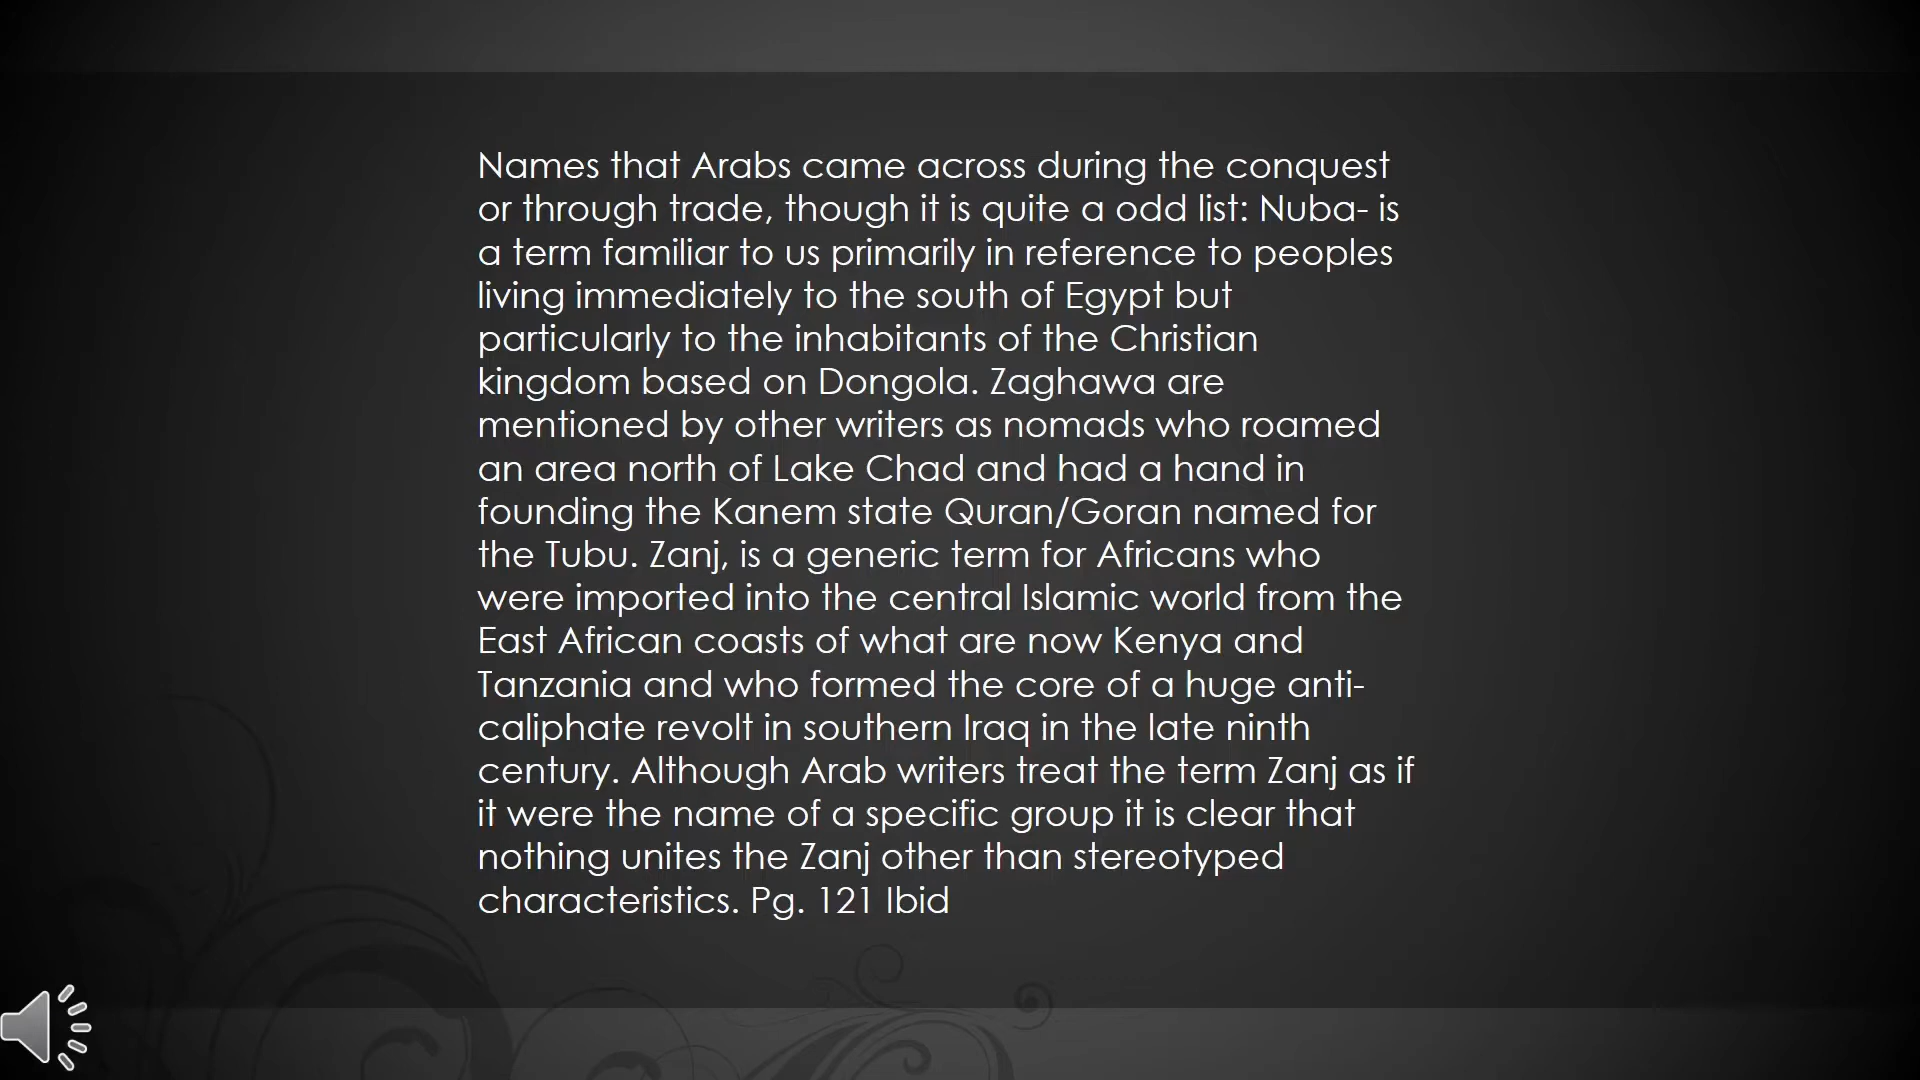 Names that Arabs came across during the conquest
or through trade, though it is quite a odd list: Nuba- is
a term familiar to us primarily in reference to peoples
living immediately to the south of Egypt but
particularly to the inhabitants of the Christian
kingdom based on Dongola. Zaghawa are
mentioned by other writers as nomads who roamed
an area north of Lake Chad and had a hand in
founding the Kanem state Quran/Goran named for
the Tubu. Zanj, is a generic term for Africans who
were imported into the central Islamic world from the
East African coasts of what are now Kenya and
Tanzania and who formed the core of a huge anti-
caliphate revolt in southern Iraq in the late ninth
century. Although Arab writers treat the term Zanj as if
it were the name of a specific group it is clear that
nothing unites the Zanj other than stereotyped
characteristics. Pg. 121 Ibid